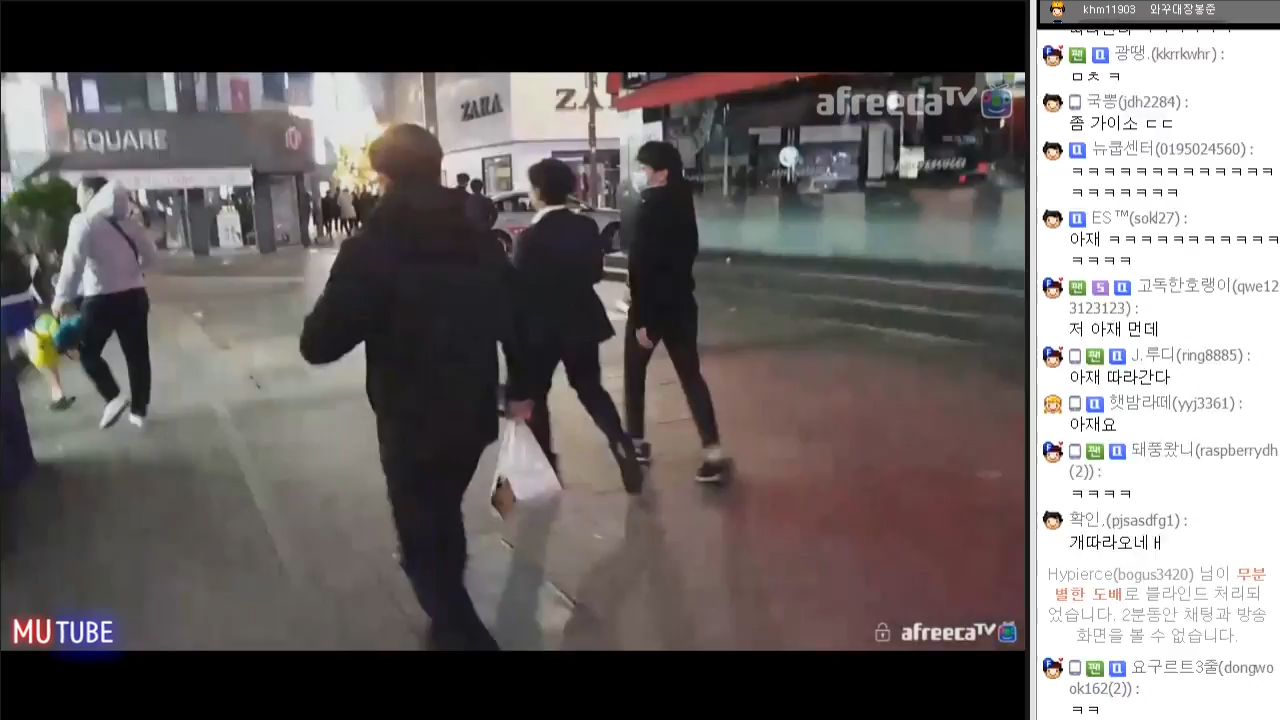 SQUARE
ZARA
afreecaTV
MUTUBE
afreecaTV
khm11903 와꾸대장봉준
광땡.(kkrrkwhr) :
ㅁㅊ ㅋ
국뽕(jdh2284) :
좀 가이소 ㄷㄷ
뉴쿱센터(0195024560) :
ㅋㅋㅋㅋㅋㅋㅋㅋㅋㅋㅋㅋㅋ
ㅋㅋㅋㅋㅋㅋㅋ
ES™(sokl27) :
아재 ㅋㅋㅋㅋㅋㅋㅋㅋㅋㅋㅋ
ㅋㅋㅋㅋ
고독한호랭이(qwe12
3123123) :
저 아재 먼데
J.루디(ring8885) :
아재 따라간다
햇밤라떼(yyj3361) :
아재요
돼풍왔니(raspberrydh
(2)) :
ㅋㅋㅋㅋ
확인,(pjsasdfg1) :
개따라오네ㅐ
Hypierce(bogus3420) 님이 무분
별한 도배로 블라인드 처리되
었습니다. 2분동안 채팅과 방송
화면을 볼 수 없습니다.
요구르트3줄(dongwo
ok162(2)) :
ㅋㅋ